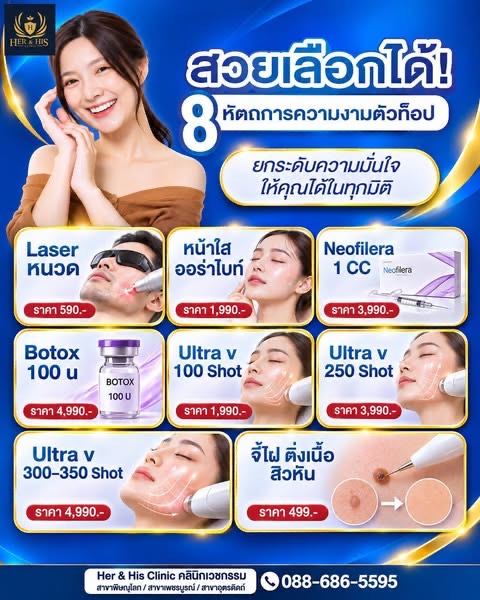 HER & HIS
สวยเลือกได้!
8 หัตถการความงามตัวท็อป
ยกระดับความมั่นใจ
ให้คุณได้ในทุกมิติ
Laser
หนวด
ราคา 590.-
หน้าใส
ออร่าไบท์
ราคา 1,990.-
Neofilera
1 CC
Neofilera
ราคา 3,990.-
Botox
100 u
BOTOX
100 U
ราคา 4,990.-
Ultra v
100 Shot
ราคา 1,990.-
Ultra v
250 Shot
ราคา 3,990.-
Ultra v
300-350 Shot
ราคา 4,990.-
จี้ไฝ ติ่งเนื้อ
สิวหิน
ราคา 499.-
Her & His Clinic คลินิกเวชกรรม
สาขาพิษณุโลก / สาขาเพชรบูรณ์ / สาขาอุตรดิตถ์
088-686-5595